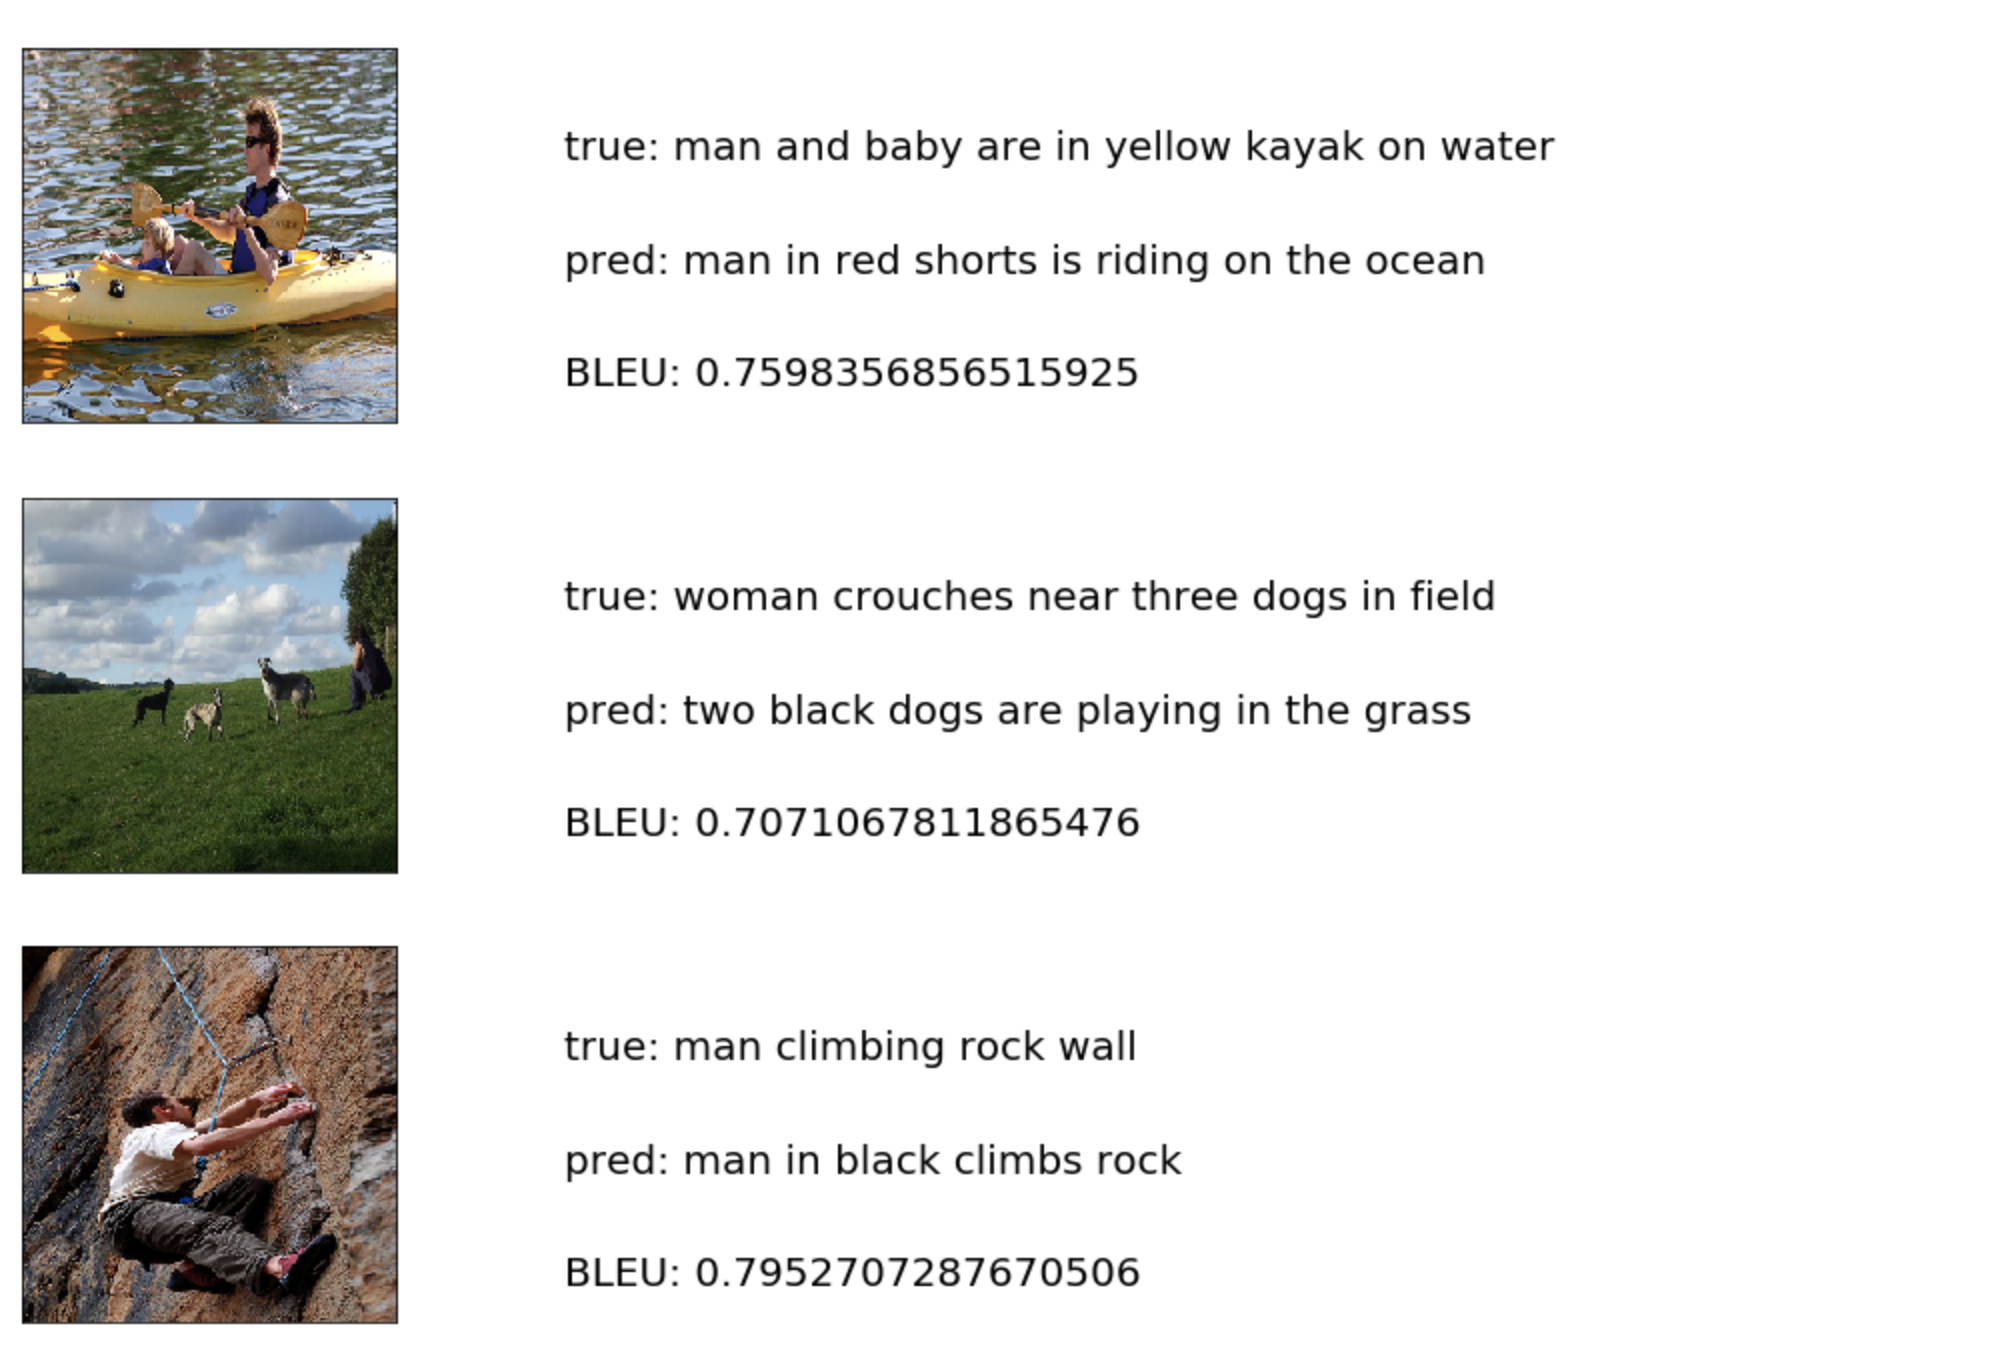 true: man and baby are in yellow kayak on water
pred: man in red shorts is riding on the ocean
BLEU: 0.7598356856515925
true: woman crouches near three dogs in field
pred: two black dogs are playing in the grass
BLEU: 0.7071067811865476
true: man climbing rock wall
pred: man in black climbs rock
BLEU: 0.7952707287670506